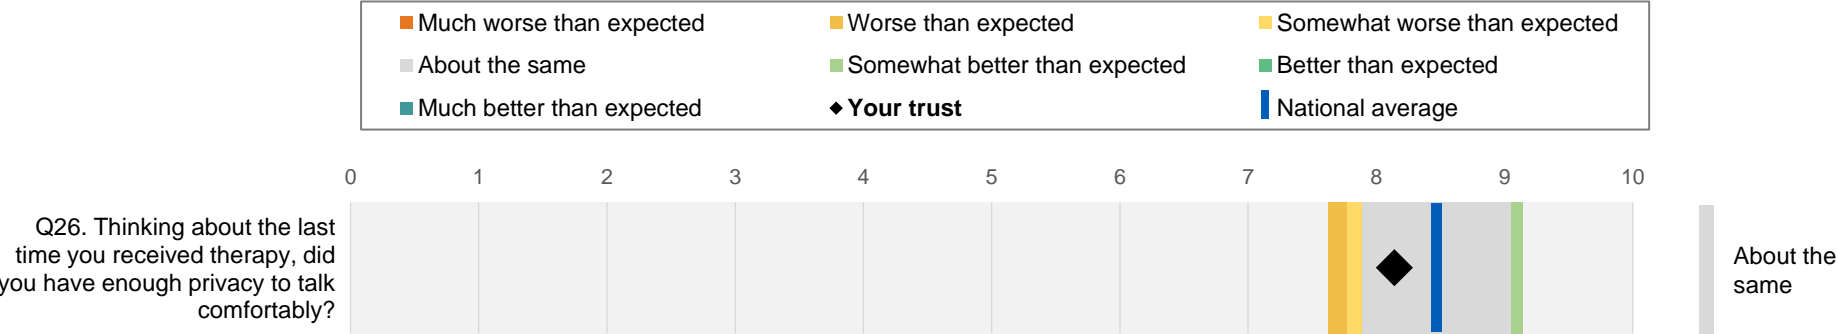 Much worse than expected
Worse than expected
Somewhat worse than expected
About the same
Somewhat better than expected
Better than expected
Much better than expected
Your trust
National average
0 1 2 3 4 5 6 7 8 9 10
Q26. Thinking about the last
time you received therapy, did
you have enough privacy to talk
comfortably?
About the
same